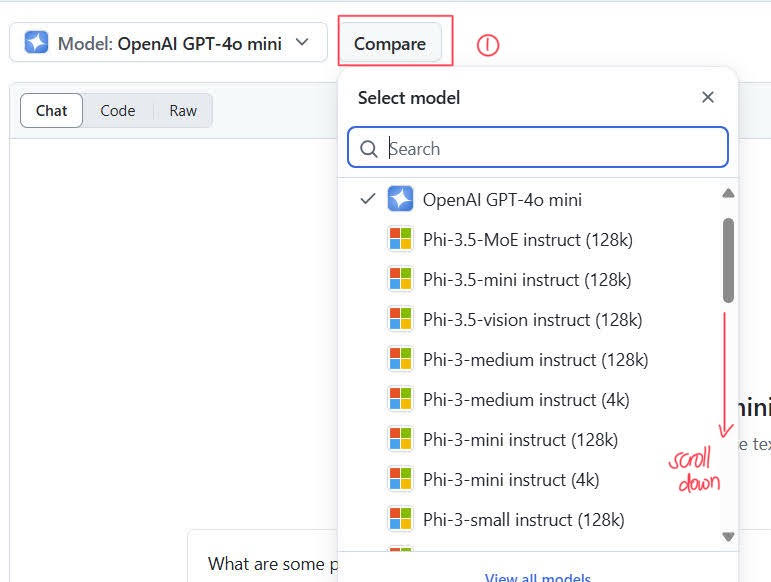 Model: OpenAI GPT-4o mini
Compare
①
Select model
Chat
Code
Raw
Search
OpenAI GPT-4o mini
Phi-3.5-MoE instruct (128k)
Phi-3.5-mini instruct (128k)
Phi-3.5-vision instruct (128k)
Phi-3-medium instruct (128k)
Phi-3-medium instruct (4k)
Phi-3-mini instruct (128k)
Phi-3-mini instruct (4k)
Phi-3-small instruct (128k)
scroll
down
What are some
View all models